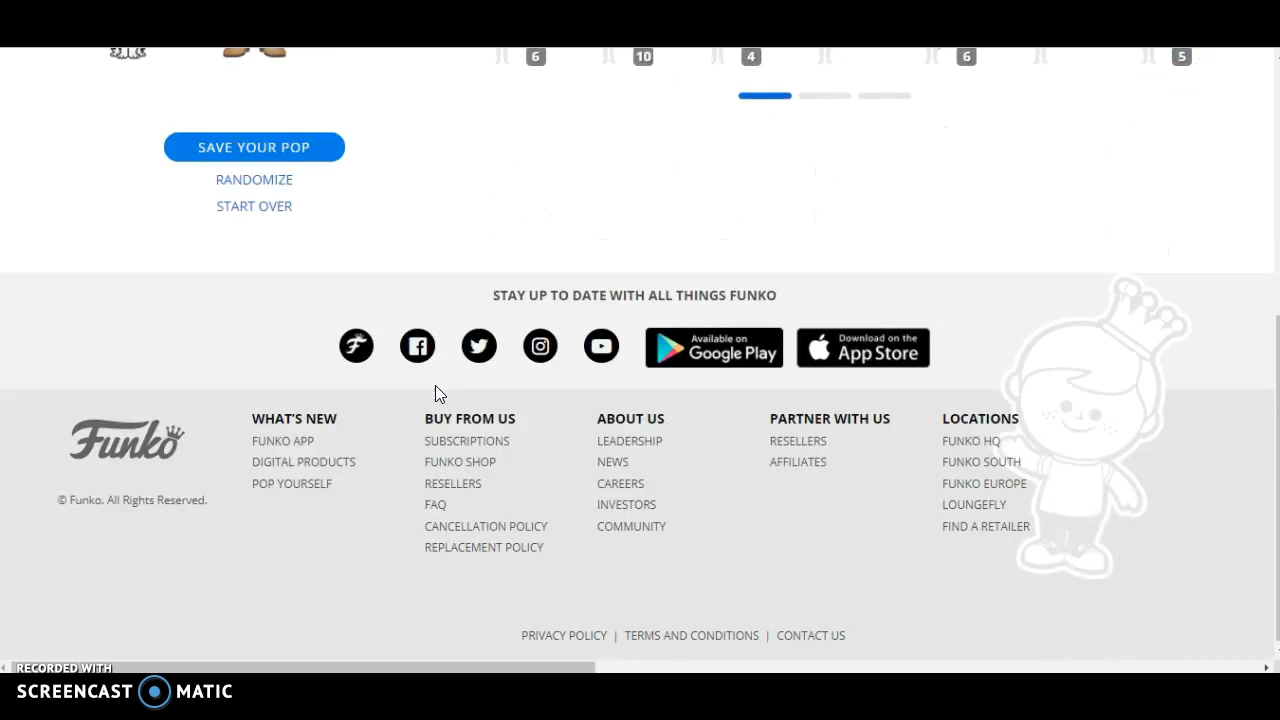 6 10 4 6 5
SAVE YOUR POP
RANDOMIZE
START OVER
STAY UP TO DATE WITH ALL THINGS FUNKO
Available on
Google Play
Download on the
App Store
Funko
© Funko. All Rights Reserved.
WHAT'S NEW
FUNKO APP
DIGITAL PRODUCTS
POP YOURSELF
BUY FROM US
SUBSCRIPTIONS
FUNKO SHOP
RESELLERS
FAQ
CANCELLATION POLICY
REPLACEMENT POLICY
ABOUT US
LEADERSHIP
NEWS
CAREERS
INVESTORS
COMMUNITY
PARTNER WITH US
RESELLERS
AFFILIATES
LOCATIONS
FUNKO HQ
FUNKO SOUTH
FUNKO EUROPE
LOUNGEFLY
FIND A RETAILER
PRIVACY POLICY | TERMS AND CONDITIONS | CONTACT US
RECORDED WITH
SCREENCAST MATIC